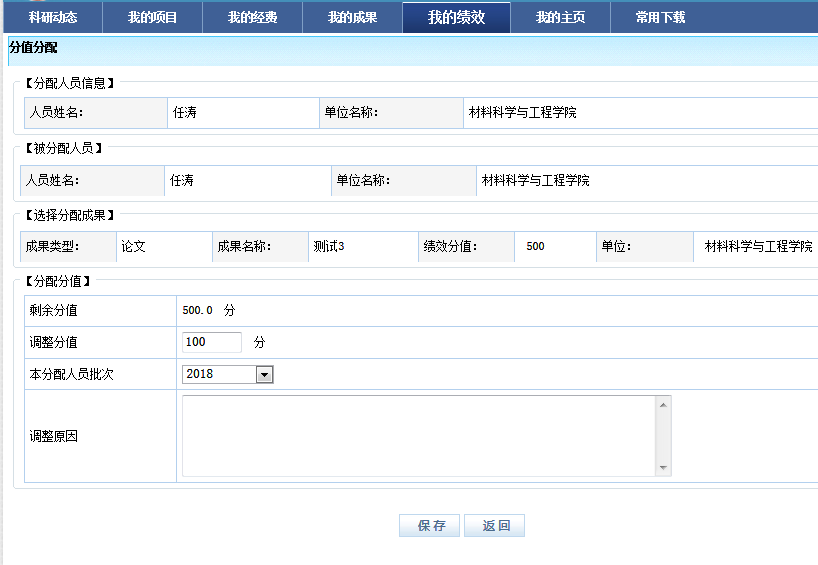 科研动态 我的项目 我的经费 我的成果 我的绩效 我的主页 常用下载
分值分配
【分配人员信息】
人员姓名： 任涛 单位名称： 材料科学与工程学院
【被分配人员】
人员姓名： 任涛 单位名称： 材料科学与工程学院
【选择分配成果】
成果类型： 论文 成果名称： 测试3 绩效分值： 500 单位： 材料科学与工程学院
【分配分值】
剩余分值 500.0 分
调整分值 100 分
本分配人员批次 2018
调整原因
保存 返回